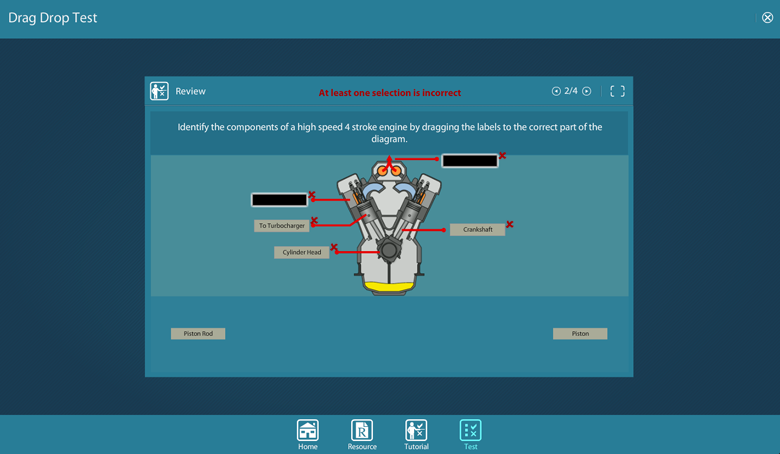 Drag Drop Test
Review
At least one selection is incorrect
2/4
Identify the components of a high speed 4 stroke engine by dragging the labels to the correct part of the
diagram.
To Turbocharger
Crankshaft
Cylinder Head
Piston Rod
Piston
Home
Resource
Tutorial
Test